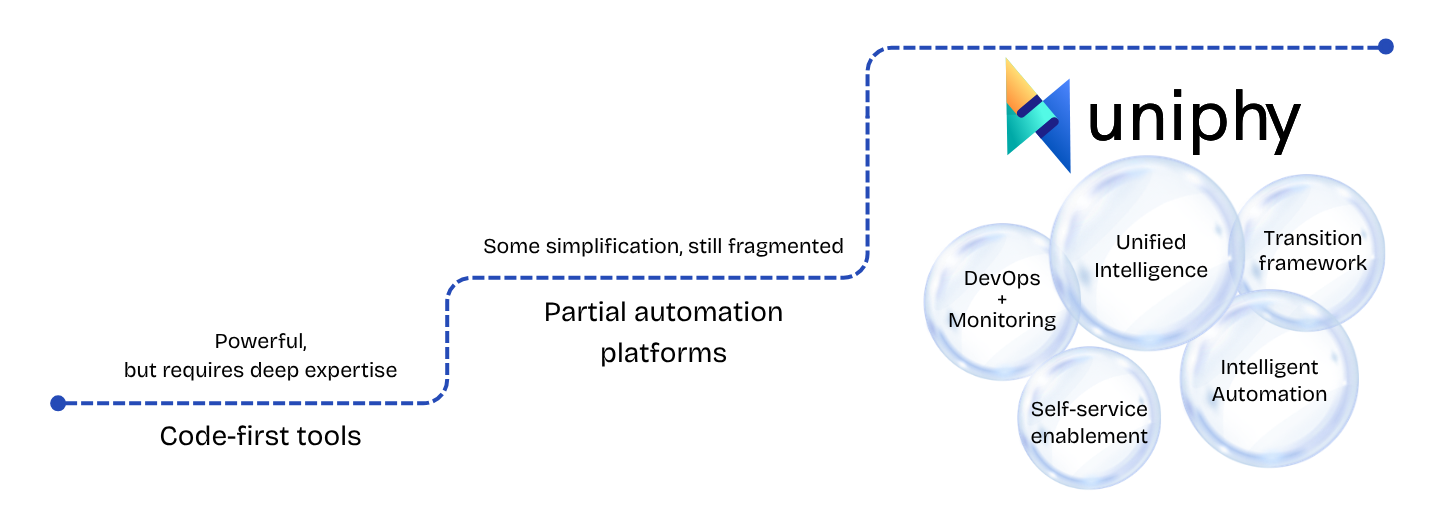 Powerful,
but requires deep expertise
Code-first tools
Some simplification, still fragmented
Partial automation
platforms
uniphy
DevOps
+
Monitoring
Unified
Intelligence
Transition
framework
Self-service
enablement
Intelligent
Automation